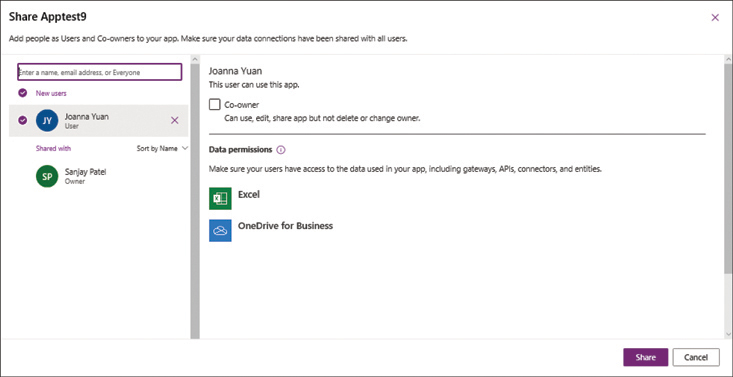 Share Apptest9
Add people as Users and Co-owners to your app. Make sure your data connections have been shared with all users.
Enter a name, email address, or Everyone
New users
JY
Joanna Yuan
User
Shared with
Sort by Name
SP
Sanjay Patel
Owner
Joanna Yuan
This user can use this app.
Co-owner
Can use, edit, share app but not delete or change owner.
Data permissions
Make sure your users have access to the data used in your app, including gateways, APIs, connectors, and entities.
Excel
OneDrive for Business
Share
Cancel